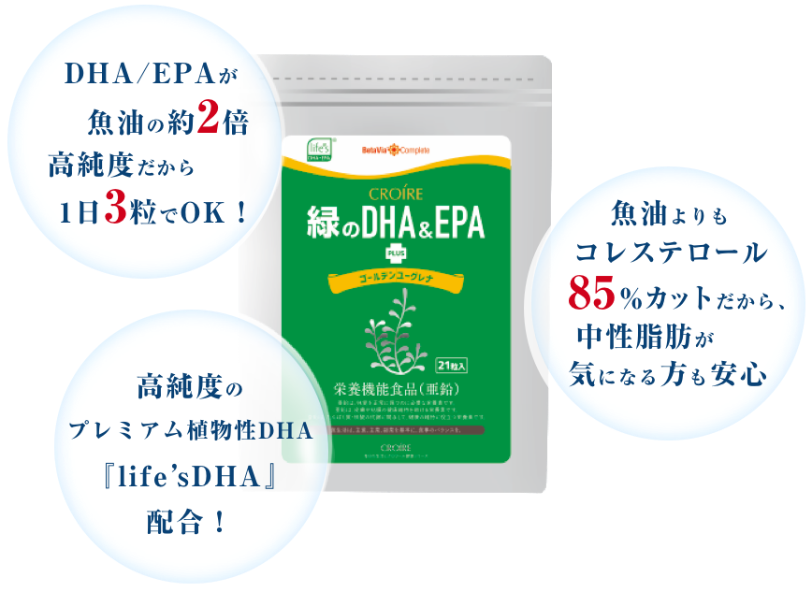 DHA/EPAが
魚油の約2倍
高純度だから
1日3粒でOK！
life's
DHA・EPA
BetaVia Complete
CROÍRE
緑のDHA&EPA
PLUS
ゴールデンユーグレナ
21粒入
栄養機能食品(亜鉛)
CROÍRE
魚油よりも
コレステロール
85%カットだから、
中性脂肪が
気になる方も安心
高純度の
プレミアム植物性DHA
『life'sDHA』
配合！